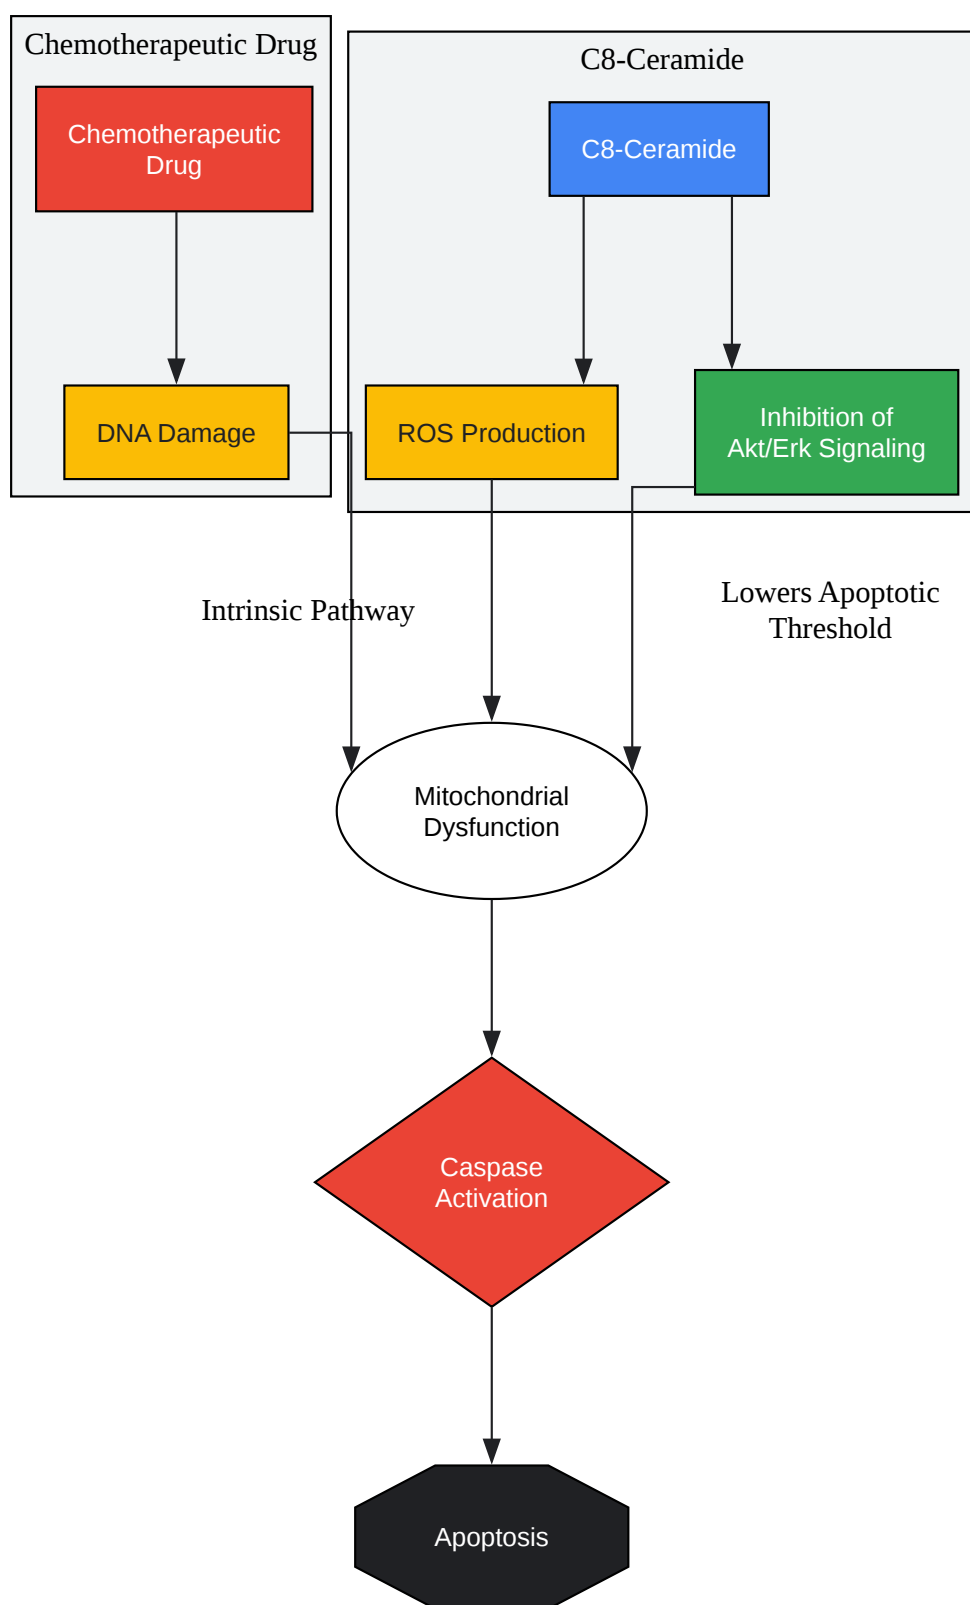 Chemotherapeutic Drug
C8-Ceramide
Chemotherapeutic
Drug
C8-Ceramide
DNA Damage
ROS Production
Inhibition of
Akt/Erk Signaling
Intrinsic Pathway
Lowers Apoptotic
Threshold
Mitochondrial
Dysfunction
Caspase
Activation
Apoptosis